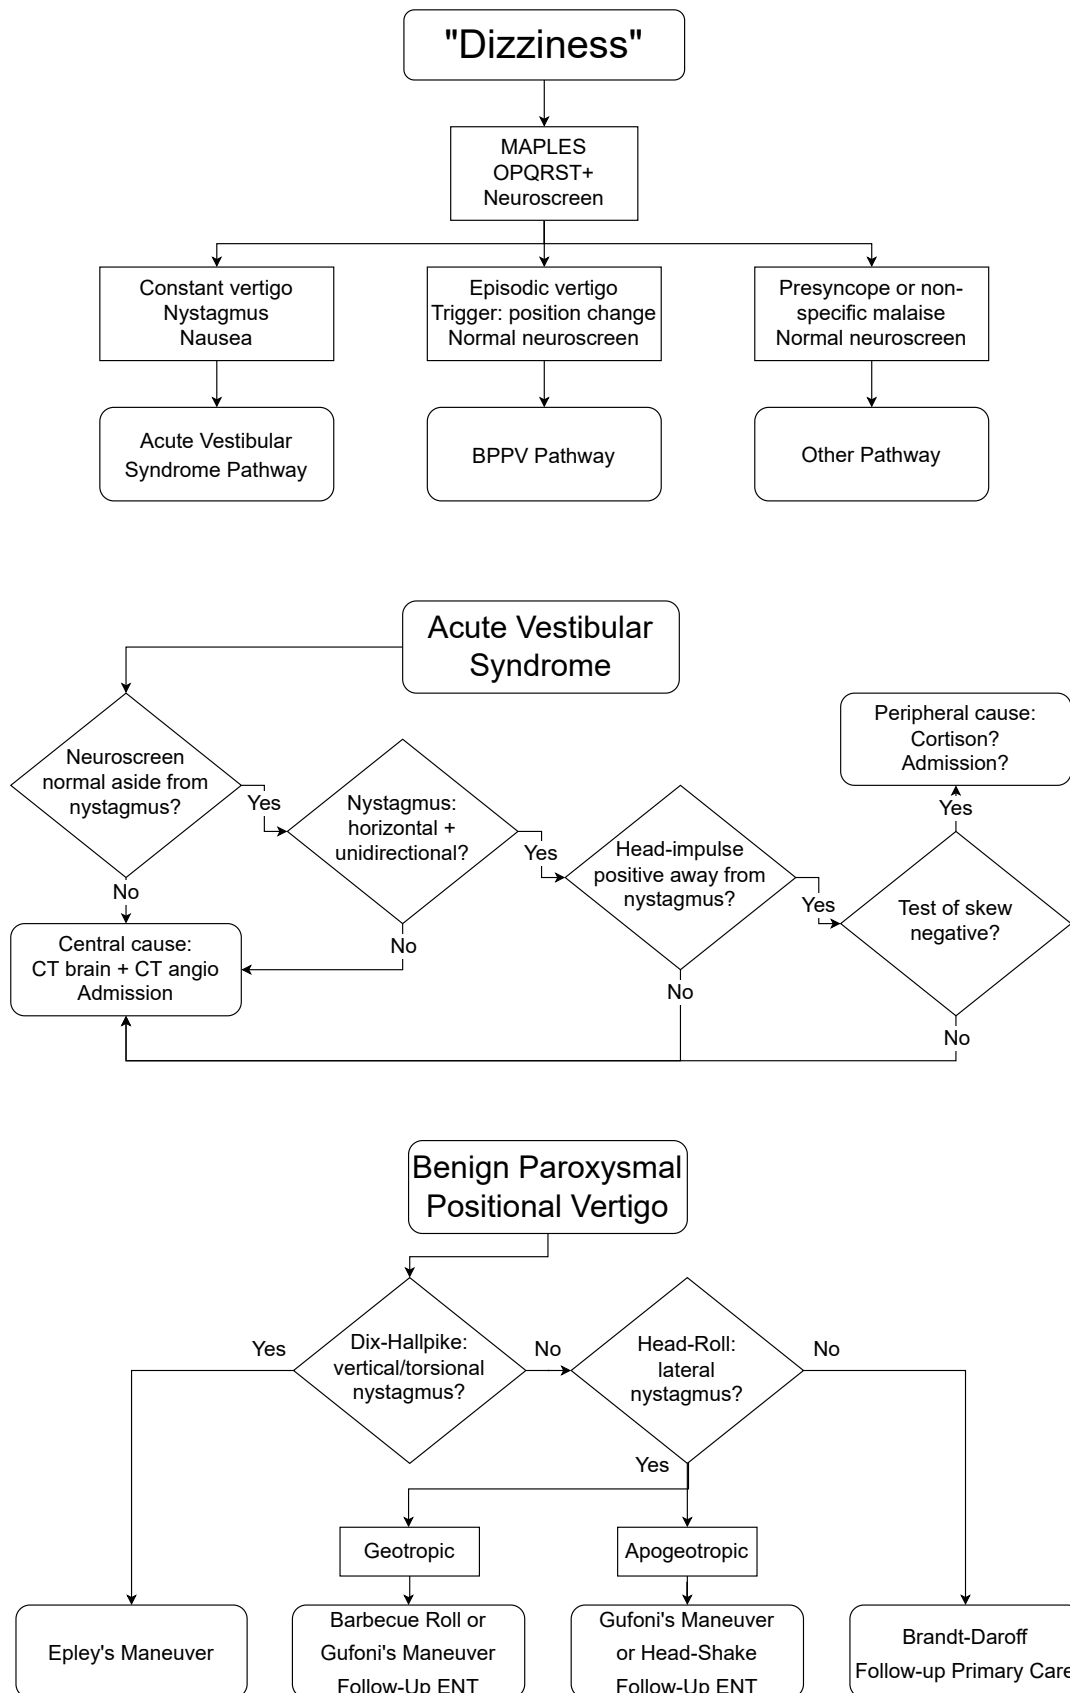 "Dizziness"
MAPLES
OPQRST+
Neuroscreen
Constant vertigo
Nystagmus
Nausea
Episodic vertigo
Trigger: position change
Normal neuroscreen
Presyncope or non-
specific malaise
Normal neuroscreen
Acute Vestibular
Syndrome Pathway
BPPV Pathway
Other Pathway
Acute Vestibular
Syndrome
Neuroscreen
normal aside from
nystagmus?
Yes
No
Nystagmus:
horizontal +
unidirectional?
Yes
No
Head-impulse
positive away from
nystagmus?
Yes
No
Test of skew
negative?
Yes
No
Peripheral cause:
Cortison?
Admission?
Central cause:
CT brain + CT angio
Admission
Benign Paroxysmal
Positional Vertigo
Dix-Hallpike:
vertical/torsional
nystagmus?
Yes
No
Head-Roll:
lateral
nystagmus?
No
Yes
Geotropic
Apogeotropic
Epley's Maneuver
Barbecue Roll or
Gufoni's Maneuver
Follow-Up ENT
Gufoni's Maneuver
or Head-Shake
Follow-Up ENT
Brandt-Daroff
Follow-up Primary Care